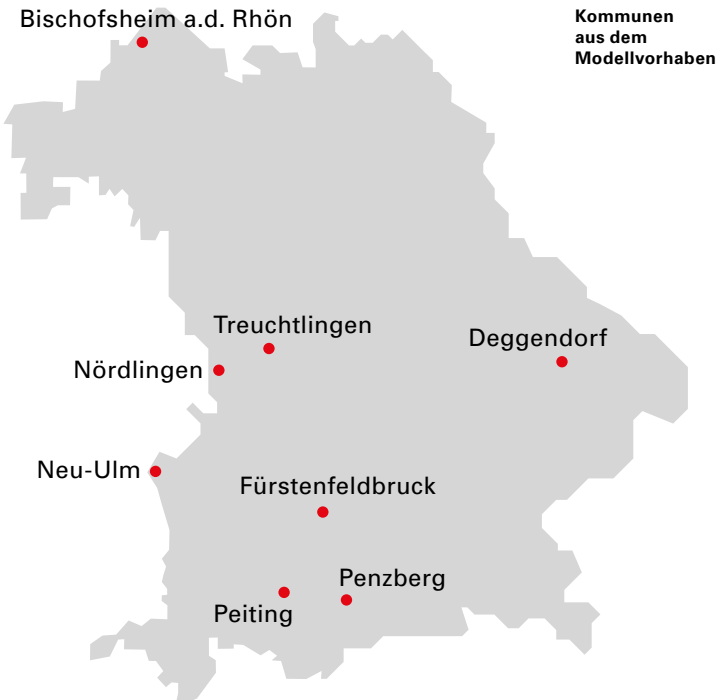 Bischofsheim a.d. Rhön
Kommunen
aus dem
Modellvorhaben
Treuchtlingen
Deggendorf
Nördlingen
Neu-Ulm
Fürstenfeldbruck
Penzberg
Peiting